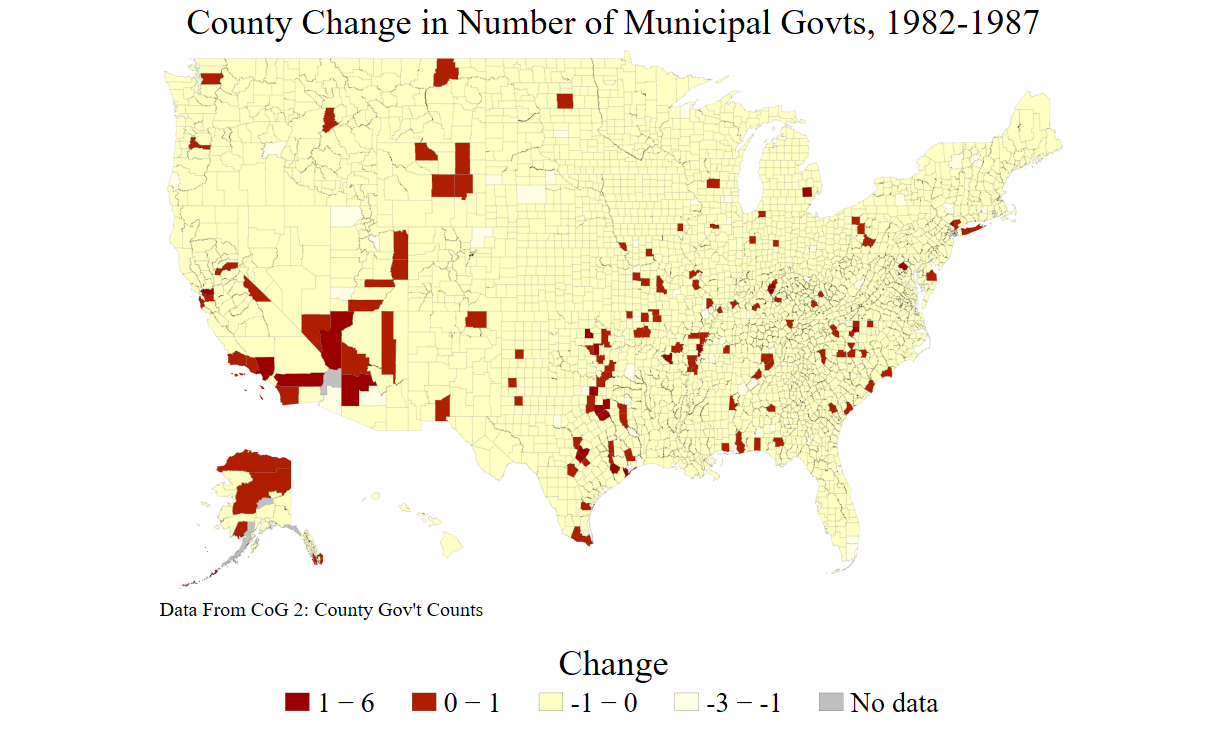 County Change in Number of Municipal Govts, 1982-1987
Data From CoG 2: County Gov't Counts
Change
1 − 6
0 − 1
-1 − 0
-3 − -1
No data